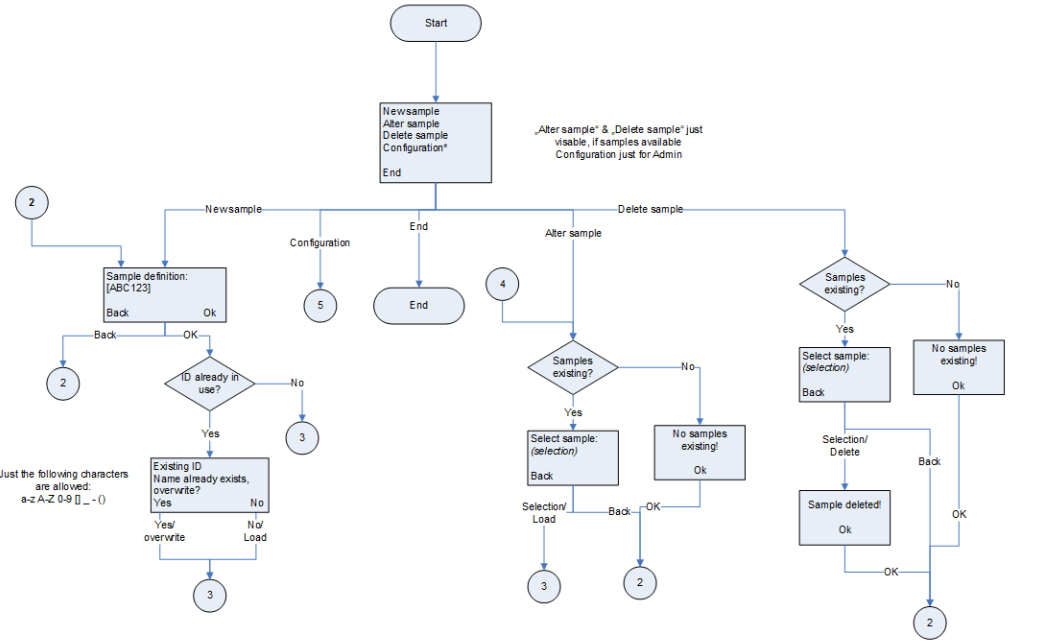 Start
Newsample
Alter sample
Delete sample
Configuration*
End
„Alter sample“ & „Delete sample“ just
visable, if samples available
Configuration just for Admin
2
Newsample
Configuration
End
Alter sample
Delete sample
Sample definition:
[ABC123]
Back Ok
5
End
4
Samples
existing?
No
Yes
Back
OK
2
ID already in
use?
No
3
Yes
Existing ID
Name already exists,
overwrite?
Yes No
Just the following characters
are allowed:
a-z A-Z 0-9 [] _ - ()
Yes/
overwrite
No/
Load
3
Samples
existing?
No
Yes
Select sample:
(selection)
Back
No samples
existing!
Ok
Selection/
Load
Back
OK
3
2
Select sample:
(selection)
Back
No samples
existing!
Ok
Selection/
Delete
Back
Sample deleted!
Ok
OK
OK
2